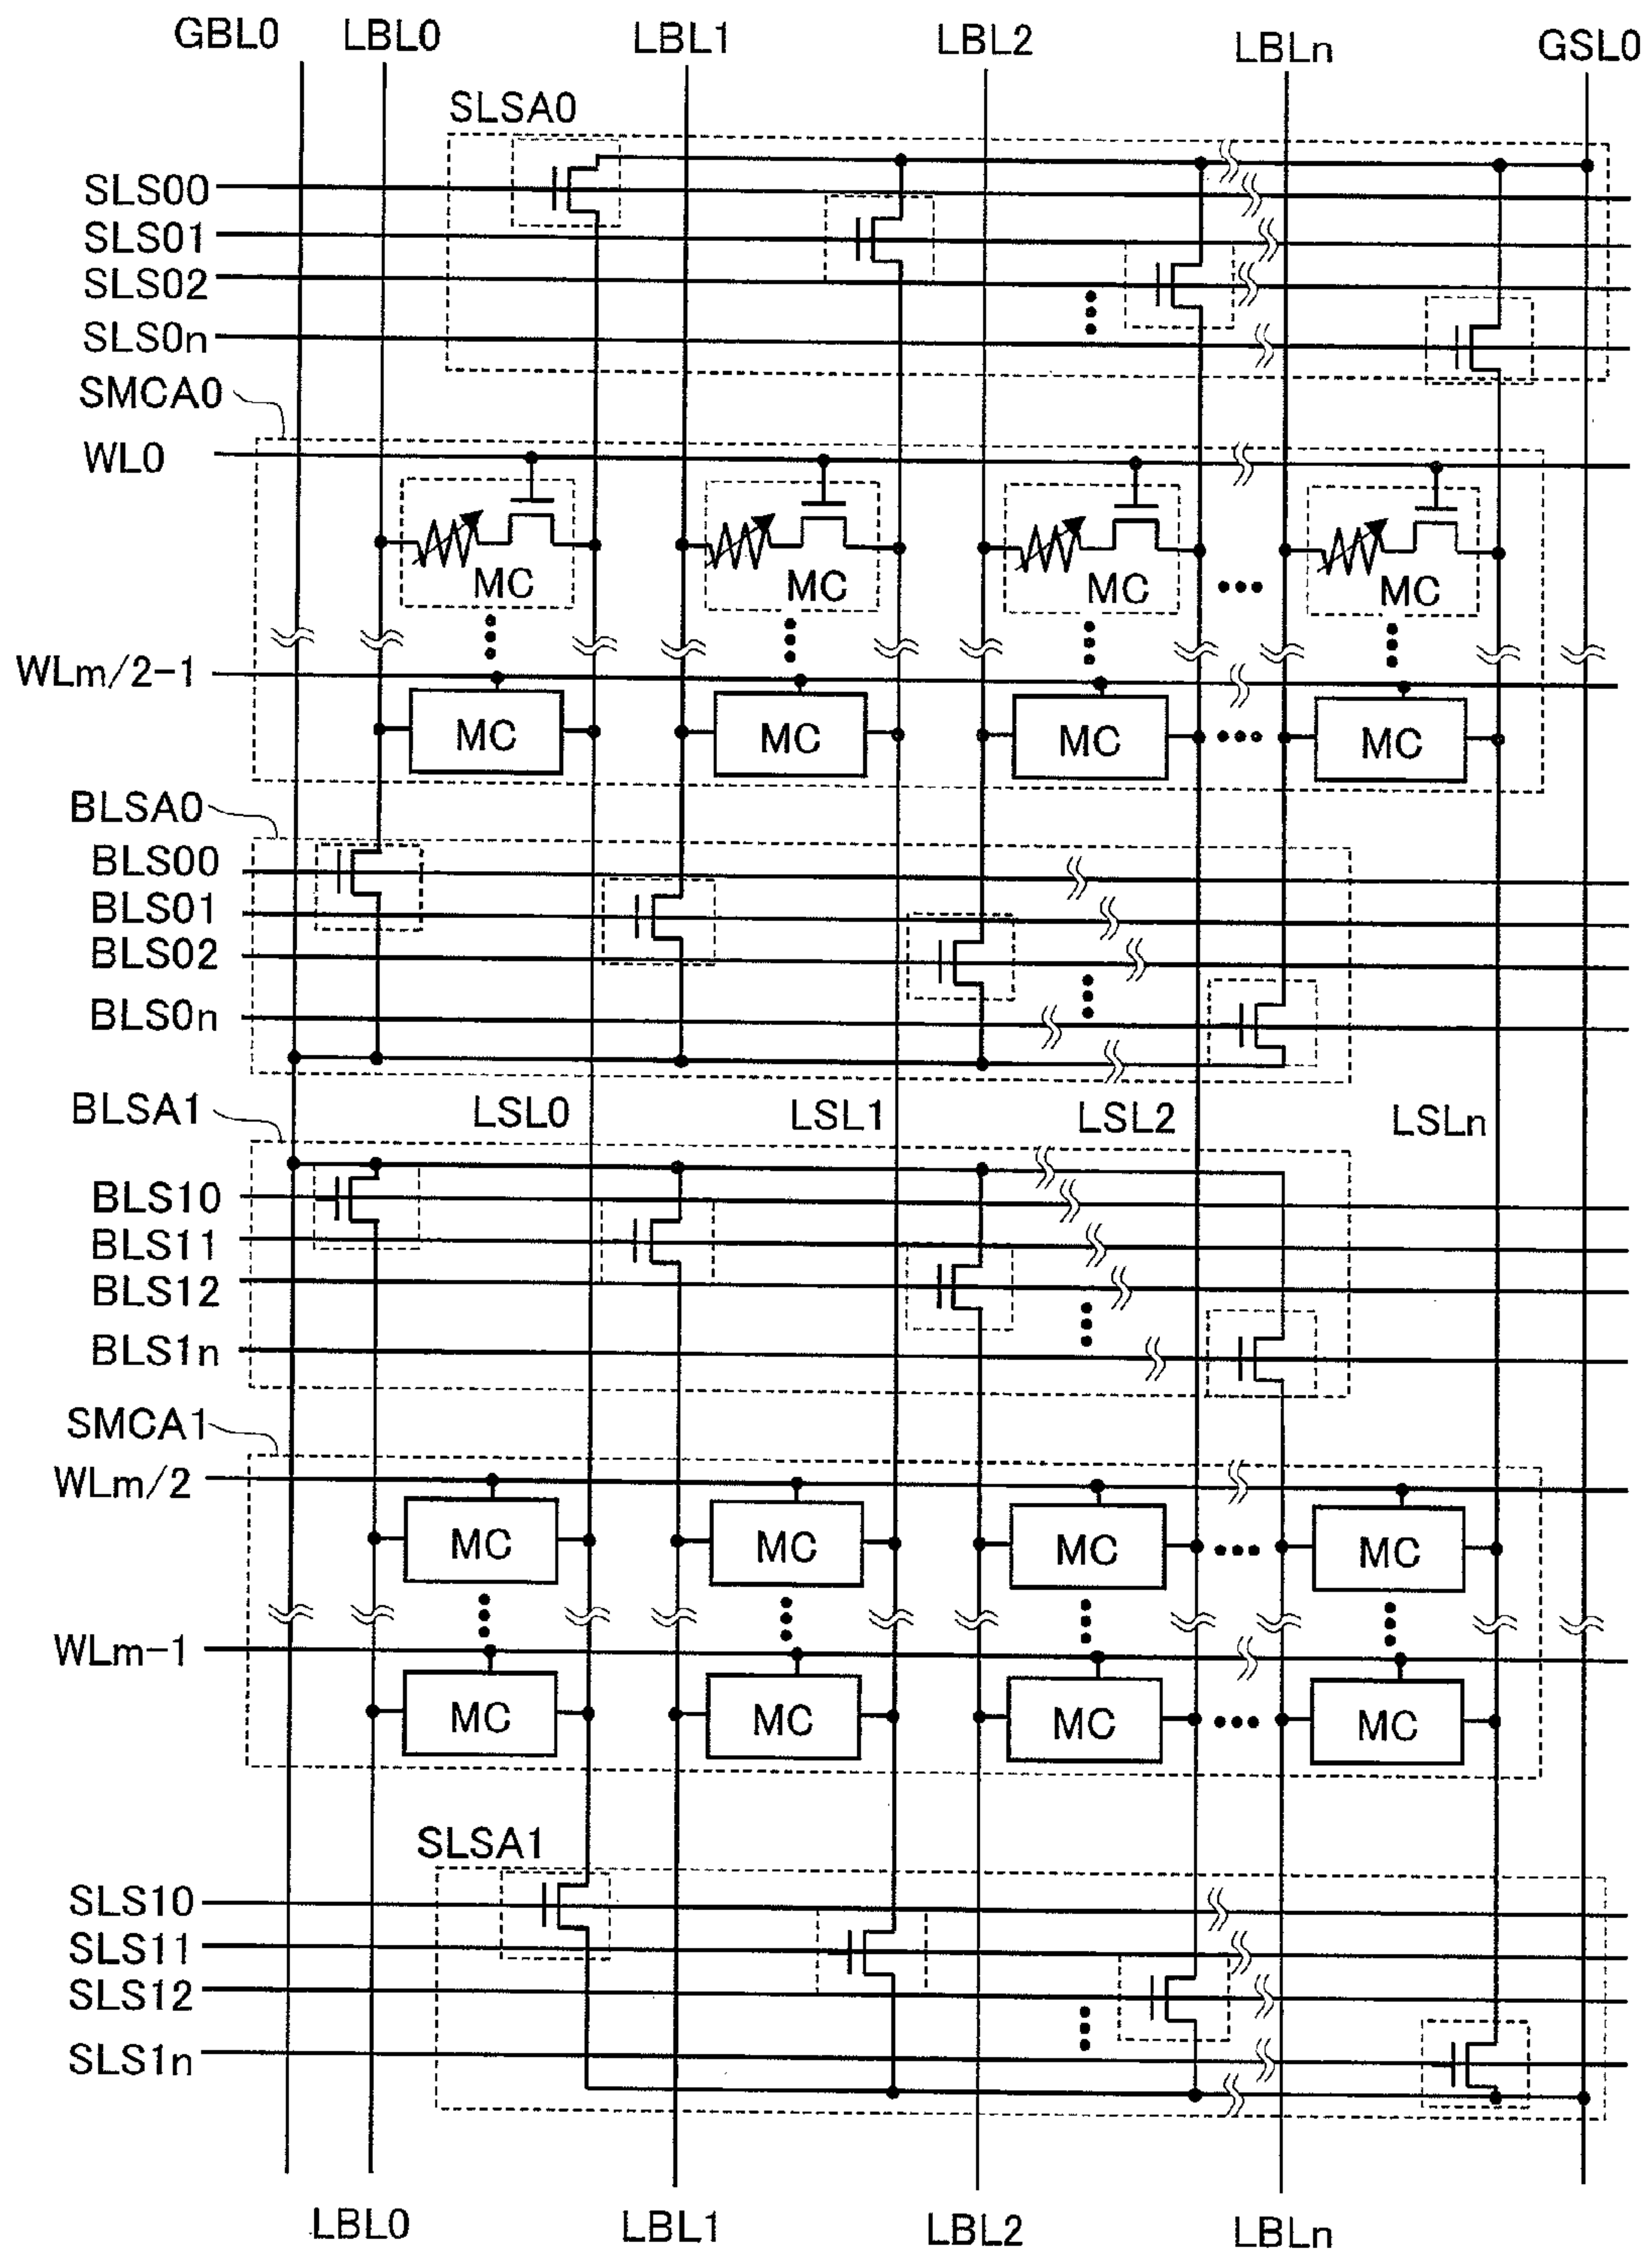 GBL0 LBL0 LBL1 LBL2 LBLn GSL0
SLSA0
SLS00
SLS01
SLS02
SLS0n
SMCA0
WL0
MC MC MC MC
WLm/2-1
MC MC MC MC
BLSA0
BLS00
BLS01
BLS02
BLS0n
BLSA1 LSL0 LSL1 LSL2 LSLn
BLS10
BLS11
BLS12
BLS1n
SMCA1
WLm/2
MC MC MC MC
WLm-1
MC MC MC MC
SLSA1
SLS10
SLS11
SLS12
SLS1n
LBL0 LBL1 LBL2 LBLn